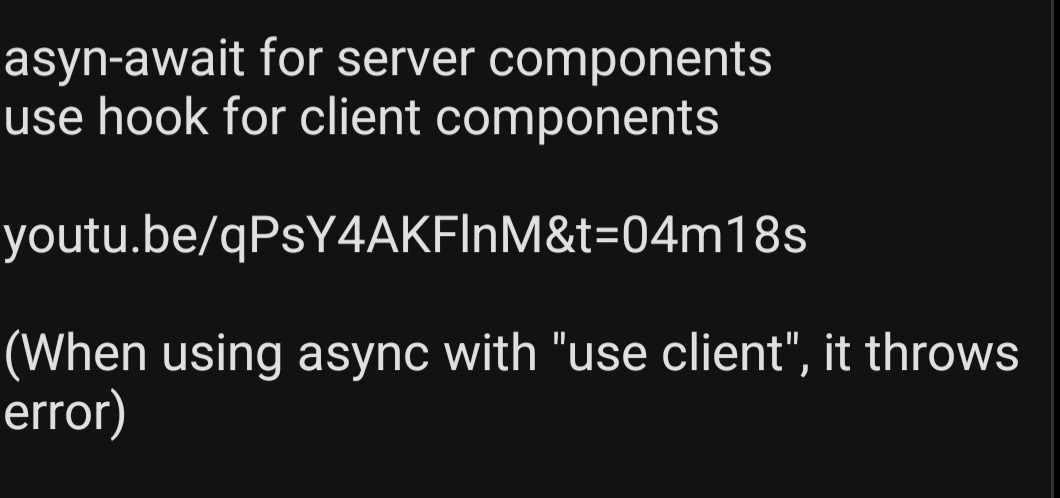 asyn-await for server components
use hook for client components
youtu.be/qPsY4AKFlnM&t=04m18s
(When using async with "use client", it throws
error)